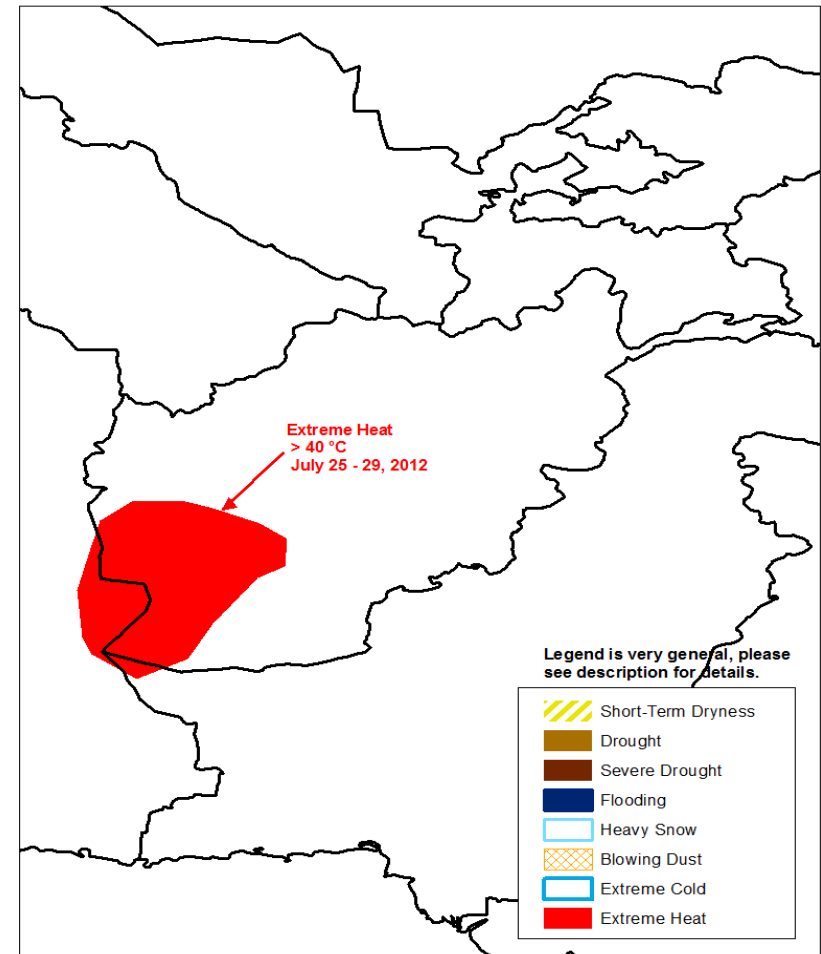 Extreme Heat
> 40 °C
July 25 - 29, 2012
Legend is very general, please
see description for details.
Short-Term Dryness
Drought
Severe Drought
Flooding
Heavy Snow
Blowing Dust
Extreme Cold
Extreme Heat